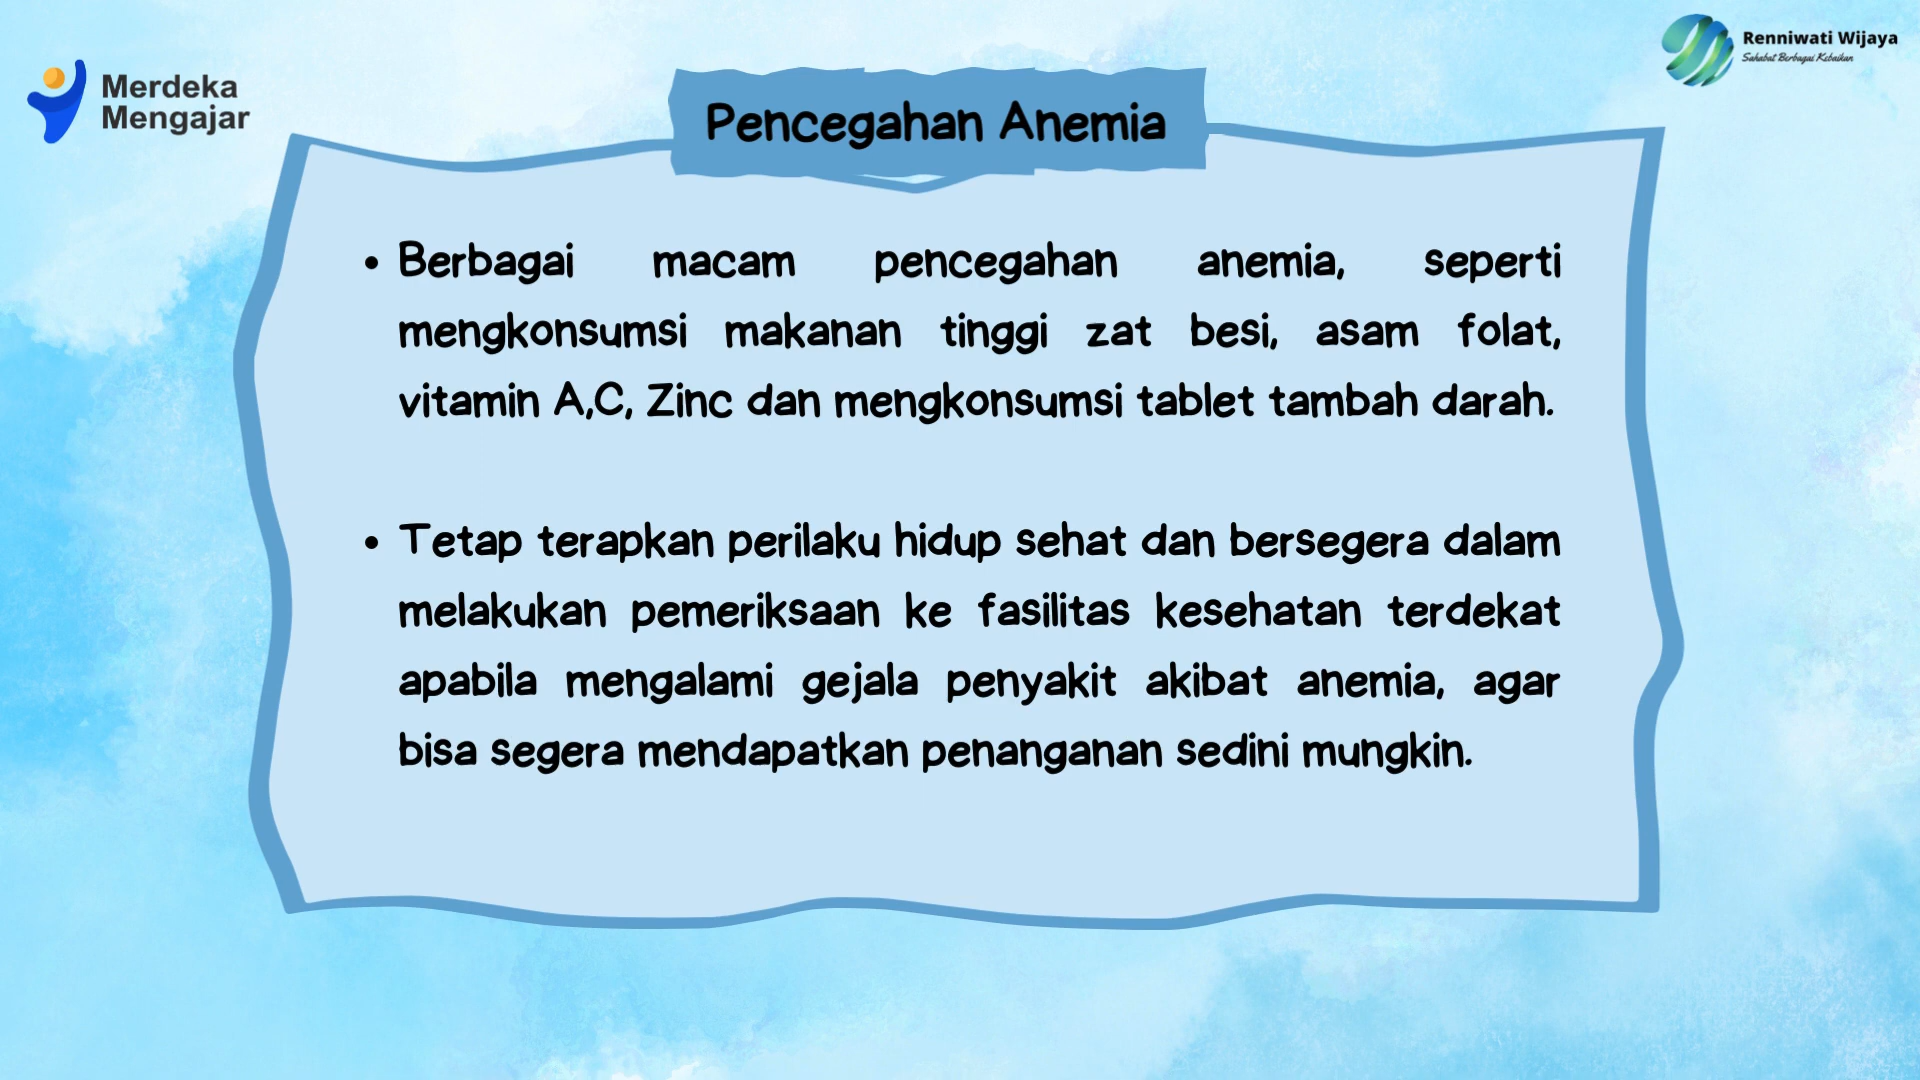 Merdeka
Mengajar
Renniwati Wijaya
Sahabat Berbagai Kebaikan
Pencegahan Anemia
• Berbagai macam pencegahan anemia, seperti
mengkonsumsi makanan tinggi zat besi, asam folat,
vitamin A,C, Zinc dan mengkonsumsi tablet tambah darah.
• Tetap terapkan perilaku hidup sehat dan bersegera dalam
melakukan pemeriksaan ke fasilitas kesehatan terdekat
apabila mengalami gejala penyakit akibat anemia, agar
bisa segera mendapatkan penanganan sedini mungkin.